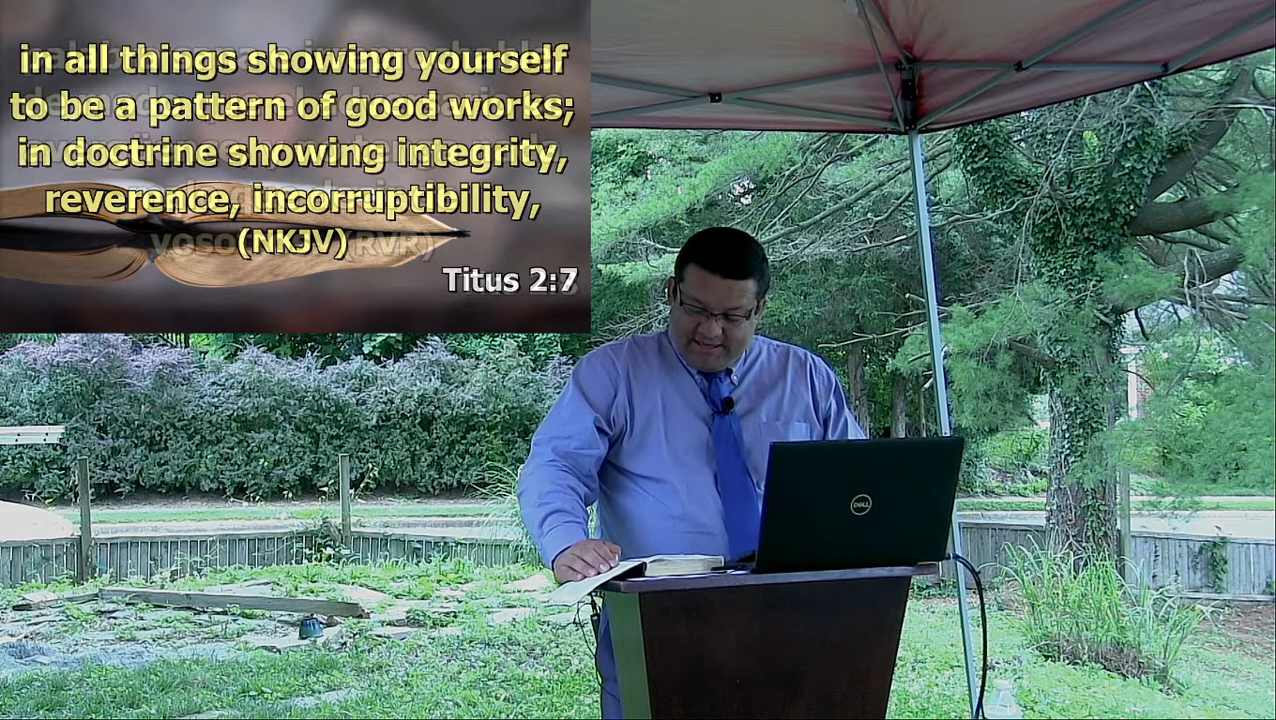 in all things showing yourself
to be a pattern of good works;
in doctrine showing integrity,
reverence, incorruptibility,
(NKJV)
(RVR)
Titus 2:7
DELL